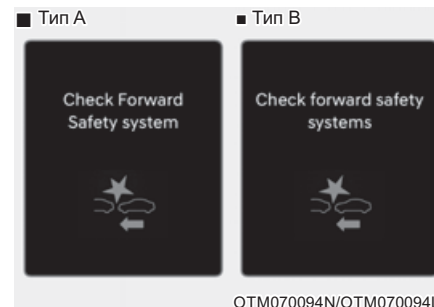 ■ Тип A
■ Тип B
Check Forward
Safety system
Check forward safety
systems
OTM070094N/OTM070094L